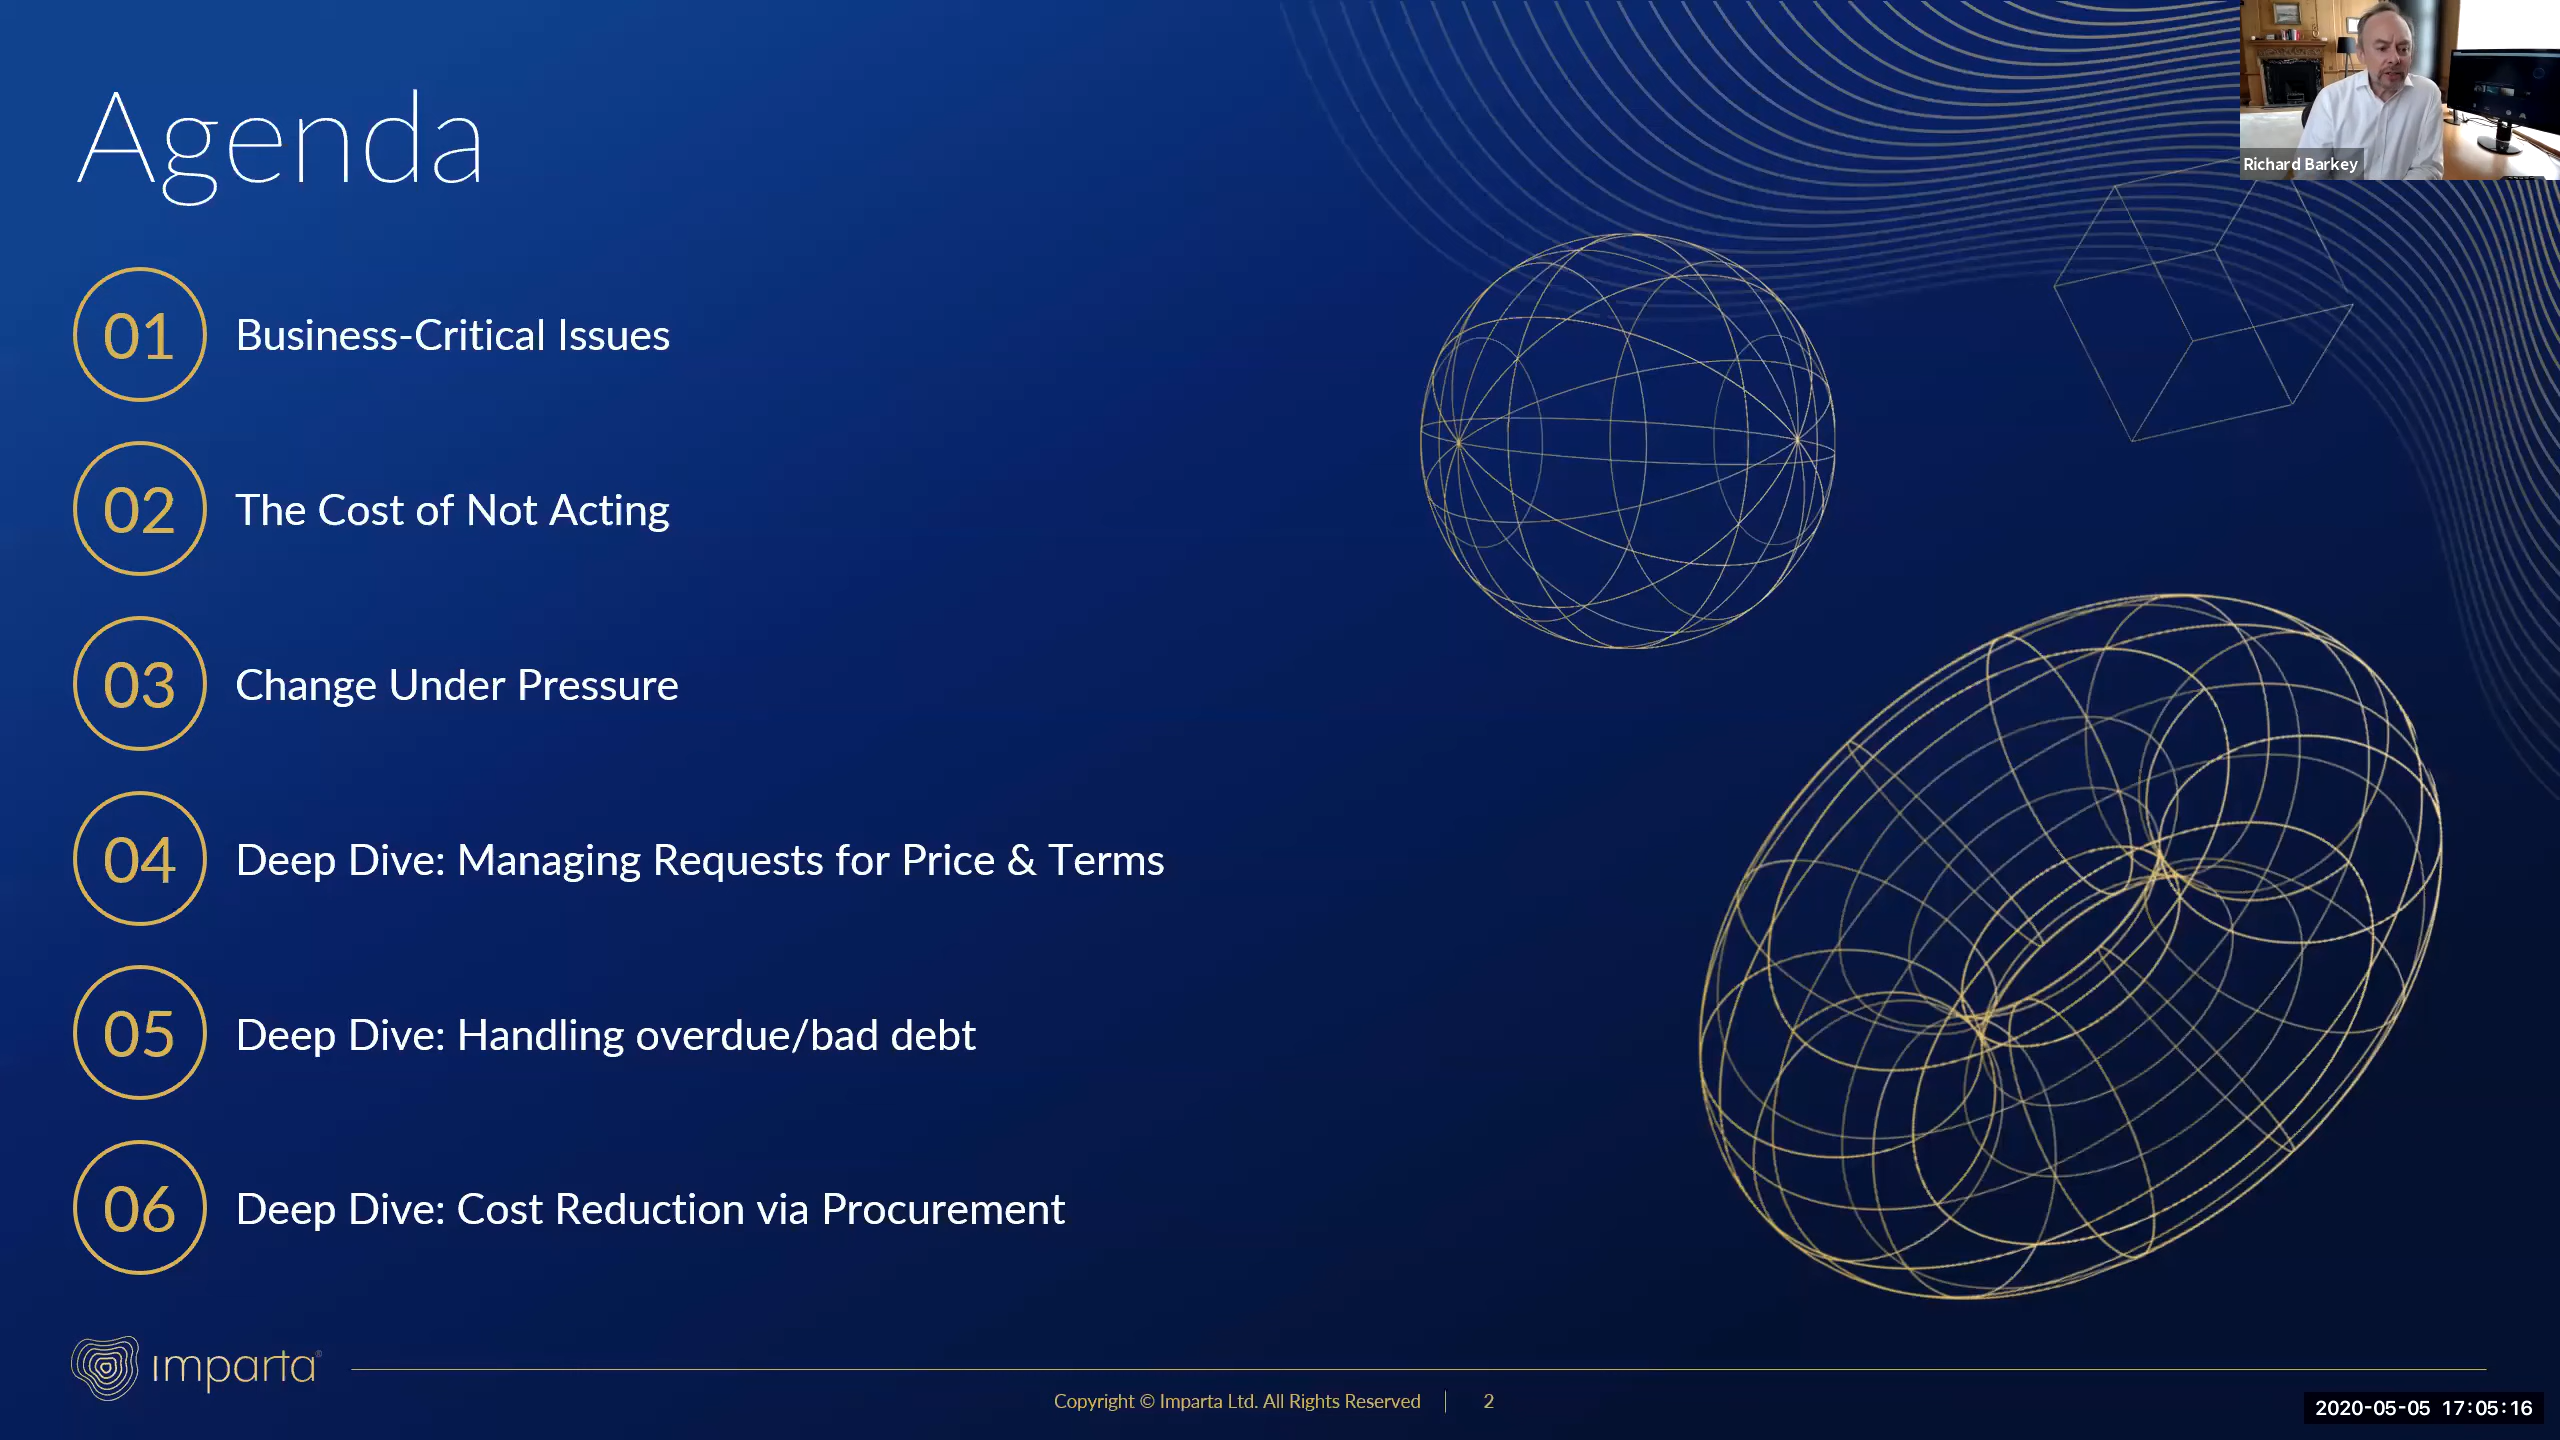 Agenda
Richard Barkey
01 Business-Critical Issues
02 The Cost of Not Acting
03 Change Under Pressure
04 Deep Dive: Managing Requests for Price & Terms
05 Deep Dive: Handling overdue/bad debt
06 Deep Dive: Cost Reduction via Procurement
imparta®
Copyright © Imparta Ltd. All Rights Reserved | 2
2020-05-05 17:05:16